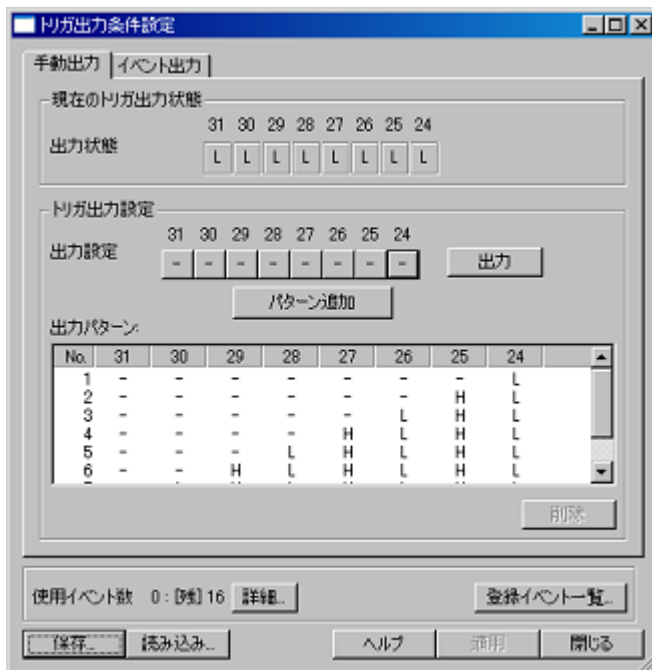 トリガ出力条件設定
手動出力 イベント出力
現在のトリガ出力状態
31 30 29 28 27 26 25 24
出力状態 L L L L L L L L
トリガ出力設定
31 30 29 28 27 26 25 24
出力設定 - - - - - - - - 出力
パターン追加
出力パターン:
No. 31 30 29 28 27 26 25 24
1 - - - - - - - L
2 - - - - - - H L
3 - - - - - L H L
4 - - - - H L H L
5 - - - L H L H L
6 - - H L H L H L
削除
使用イベント数 0 : [残] 16 詳細... 登録イベント一覧...
保存... 読み込み... ヘルプ 適用 閉じる